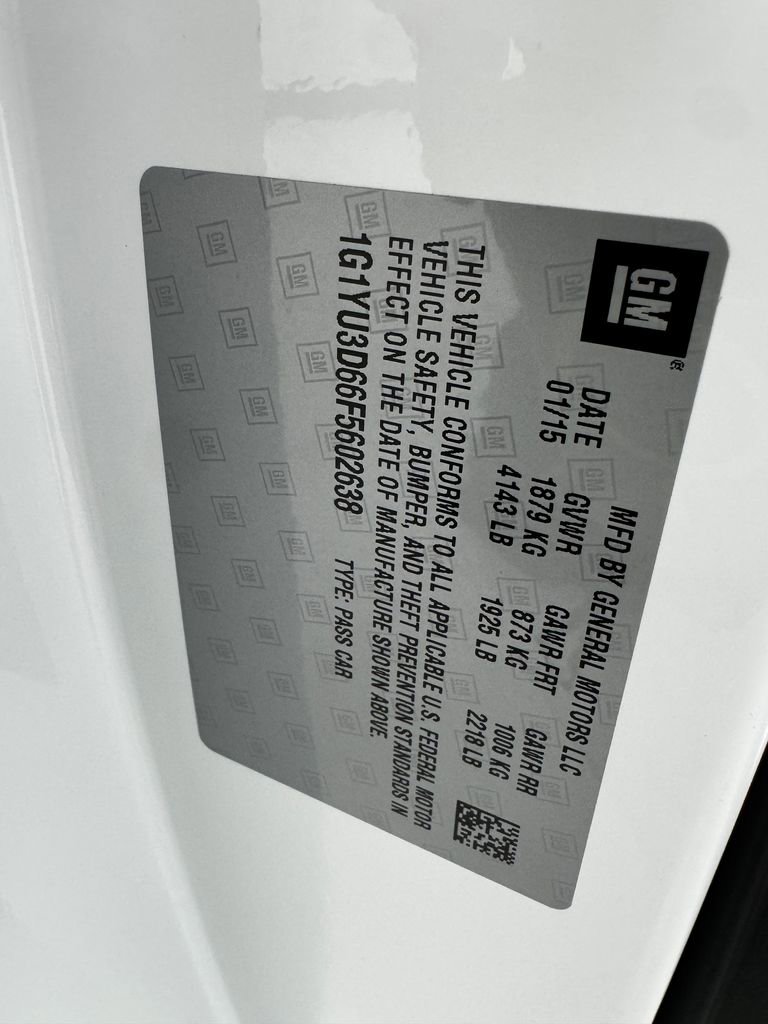 GM
MFD BY GENERAL MOTORS LLC
DATE GVWR GAWR FRT GAWR RR
01/15 1879 KG 873 KG 1006 KG
4143 LB 1925 LB 2218 LB
THIS VEHICLE CONFORMS TO ALL APPLICABLE U.S. FEDERAL MOTOR
VEHICLE SAFETY, BUMPER, AND THEFT PREVENTION STANDARDS IN
EFFECT ON THE DATE OF MANUFACTURE SHOWN ABOVE.
1G1YU3D66F5602638 TYPE: PASS CAR